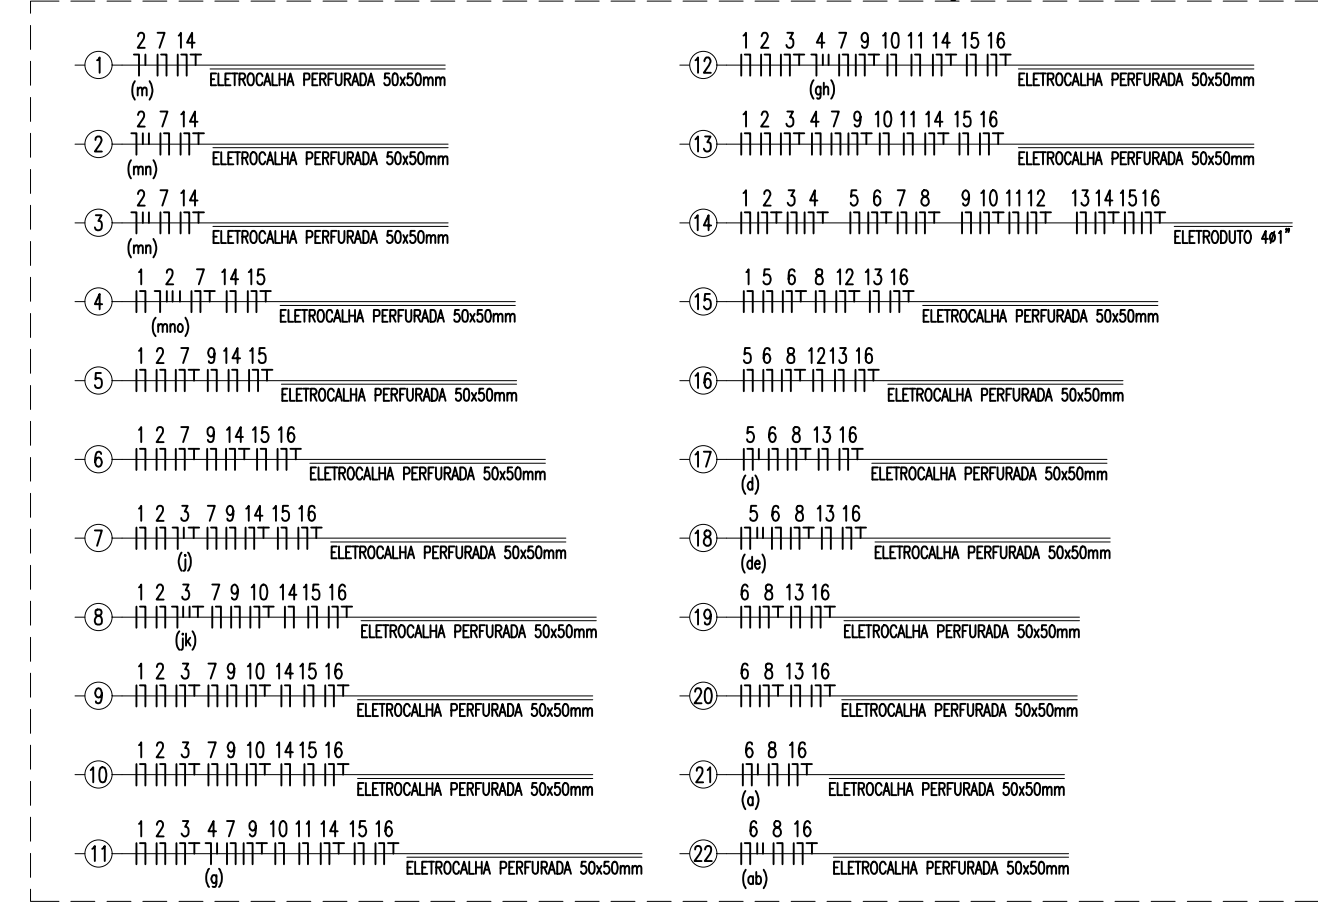 2 7 14
1 ELETROCALHA PERFURADA 50x50mm
(m)
2 7 14
2 ELETROCALHA PERFURADA 50x50mm
(mn)
2 7 14
3 ELETROCALHA PERFURADA 50x50mm
(mn)
1 2 7 14 15
4 ELETROCALHA PERFURADA 50x50mm
(mno)
1 2 7 9 14 15
5 ELETROCALHA PERFURADA 50x50mm
1 2 7 9 14 15 16
6 ELETROCALHA PERFURADA 50x50mm
1 2 3 7 9 14 15 16
7 ELETROCALHA PERFURADA 50x50mm
(j)
1 2 3 7 9 10 14 15 16
8 ELETROCALHA PERFURADA 50x50mm
(jk)
1 2 3 7 9 10 14 15 16
9 ELETROCALHA PERFURADA 50x50mm
1 2 3 7 9 10 14 15 16
10 ELETROCALHA PERFURADA 50x50mm
1 2 3 4 7 9 10 11 14 15 16
11 ELETROCALHA PERFURADA 50x50mm
(g)
1 2 3 4 7 9 10 11 14 15 16
12 ELETROCALHA PERFURADA 50x50mm
(gh)
1 2 3 4 7 9 10 11 14 15 16
13 ELETROCALHA PERFURADA 50x50mm
1 2 3 4 5 6 7 8 9 10 11 12 13 14 15 16
14 ELETRODUTO 4ø1"
1 5 6 8 12 13 16
15 ELETROCALHA PERFURADA 50x50mm
5 6 8 12 13 16
16 ELETROCALHA PERFURADA 50x50mm
5 6 8 13 16
17 ELETROCALHA PERFURADA 50x50mm
(d)
5 6 8 13 16
18 ELETROCALHA PERFURADA 50x50mm
(de)
6 8 13 16
19 ELETROCALHA PERFURADA 50x50mm
6 8 13 16
20 ELETROCALHA PERFURADA 50x50mm
6 8 16
21 ELETROCALHA PERFURADA 50x50mm
(a)
6 8 16
22 ELETROCALHA PERFURADA 50x50mm
(ab)